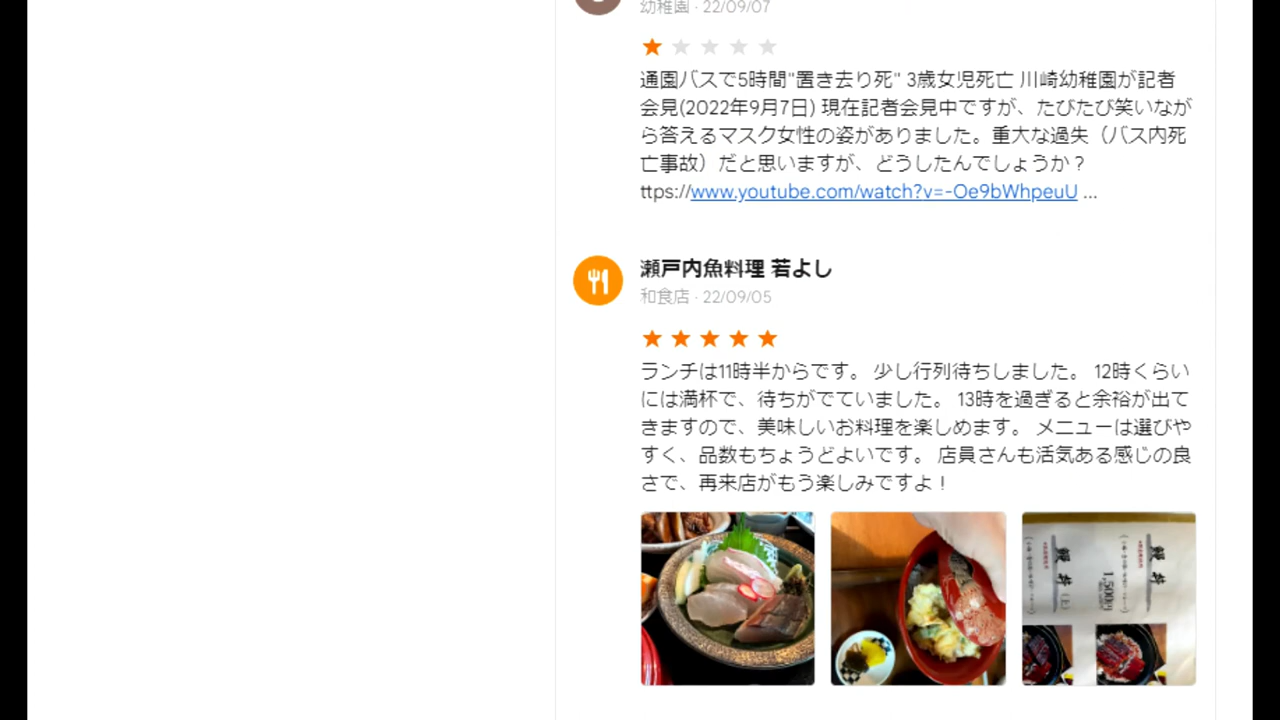 幼稚園 · 22/09/07
通園バスで5時間"置き去り死" 3歳女児死亡 川崎幼稚園が記者
会見(2022年9月7日) 現在記者会見中ですが、たびたび笑いなが
ら答えるマスク女性の姿がありました。重大な過失（バス内死
亡事故）だと思いますが、どうしたんでしょうか？
ttps://www.youtube.com/watch?v=-Oe9bWhpeuU ...
瀬戸内魚料理 若よし
和食店 · 22/09/05
ランチは11時半からです。 少し行列待ちしました。 12時くらい
には満杯で、待ちがでていました。 13時を過ぎると余裕が出て
きますので、美味しいお料理を楽しめます。 メニューは選びや
すく、品数もちょうどよいです。 店員さんも活気ある感じの良
さで、再来店がもう楽しみですよ！
丼
1,500円
丼